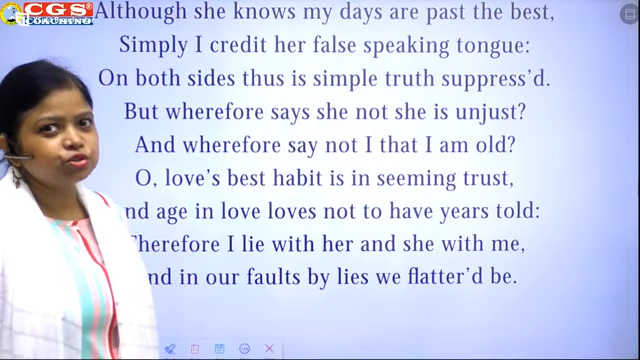 CGS
COACHING
Although she knows my days are past the best,
Simply I credit her false speaking tongue:
On both sides thus is simple truth suppress'd.
But wherefore says she not she is unjust?
And wherefore say not I that I am old?
O, love's best habit is in seeming trust,
nd age in love loves not to have years told:
herefore I lie with her and she with me,
nd in our faults by lies we flatter'd be.